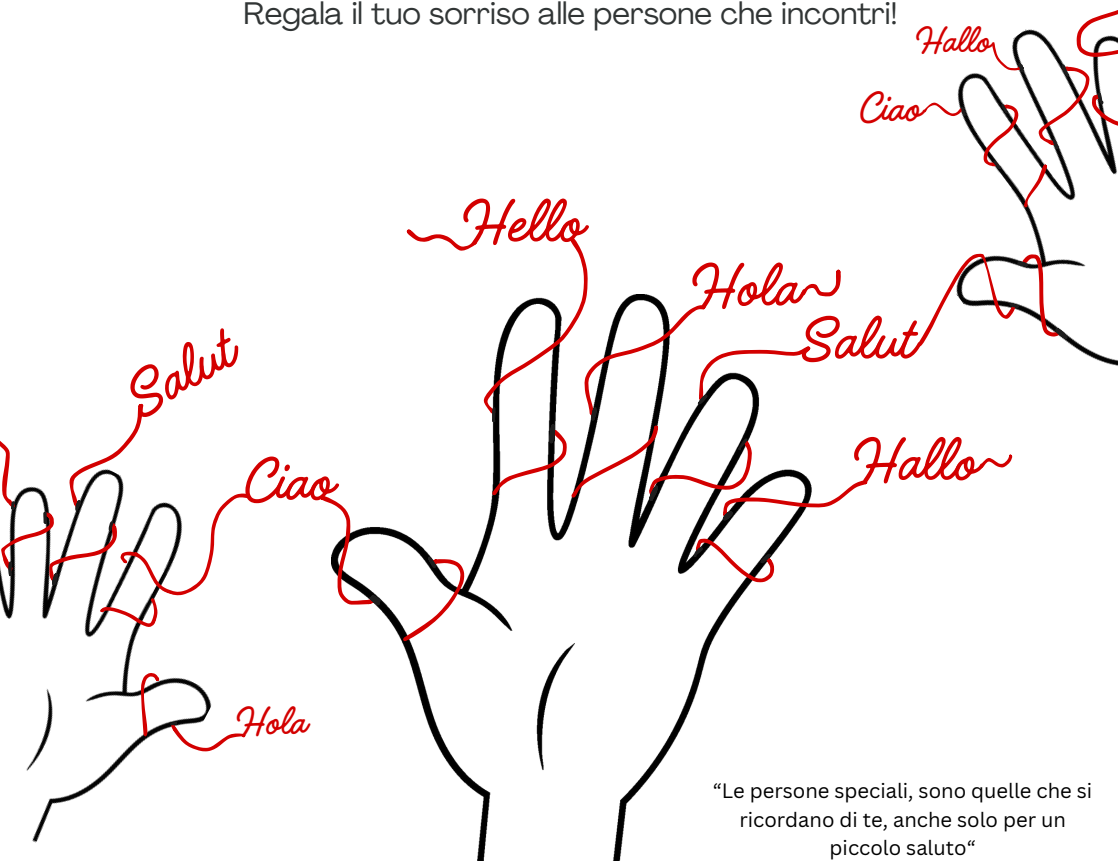 Regala il tuo sorriso alle persone che incontri!
Hallo
Ciao
Hello
Hola
Salut
Salut
Hallo
Ciao
Hola
“Le persone speciali, sono quelle che si
ricordano di te, anche solo per un
piccolo saluto“